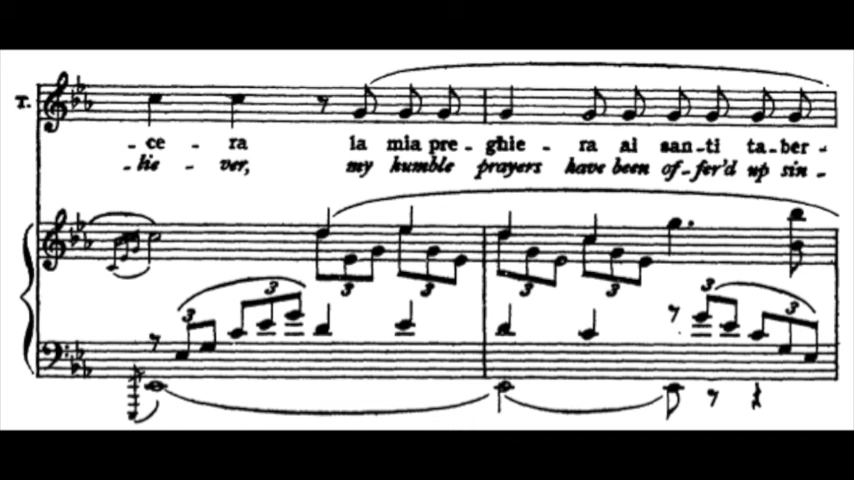 T.
- ce - ra la mia pre - ghie - ra ai san - ti ta - ber -
- lie - ver, my humble prayers have been of - fer'd up sin -
3 3 3 3 3 3
3 3 3